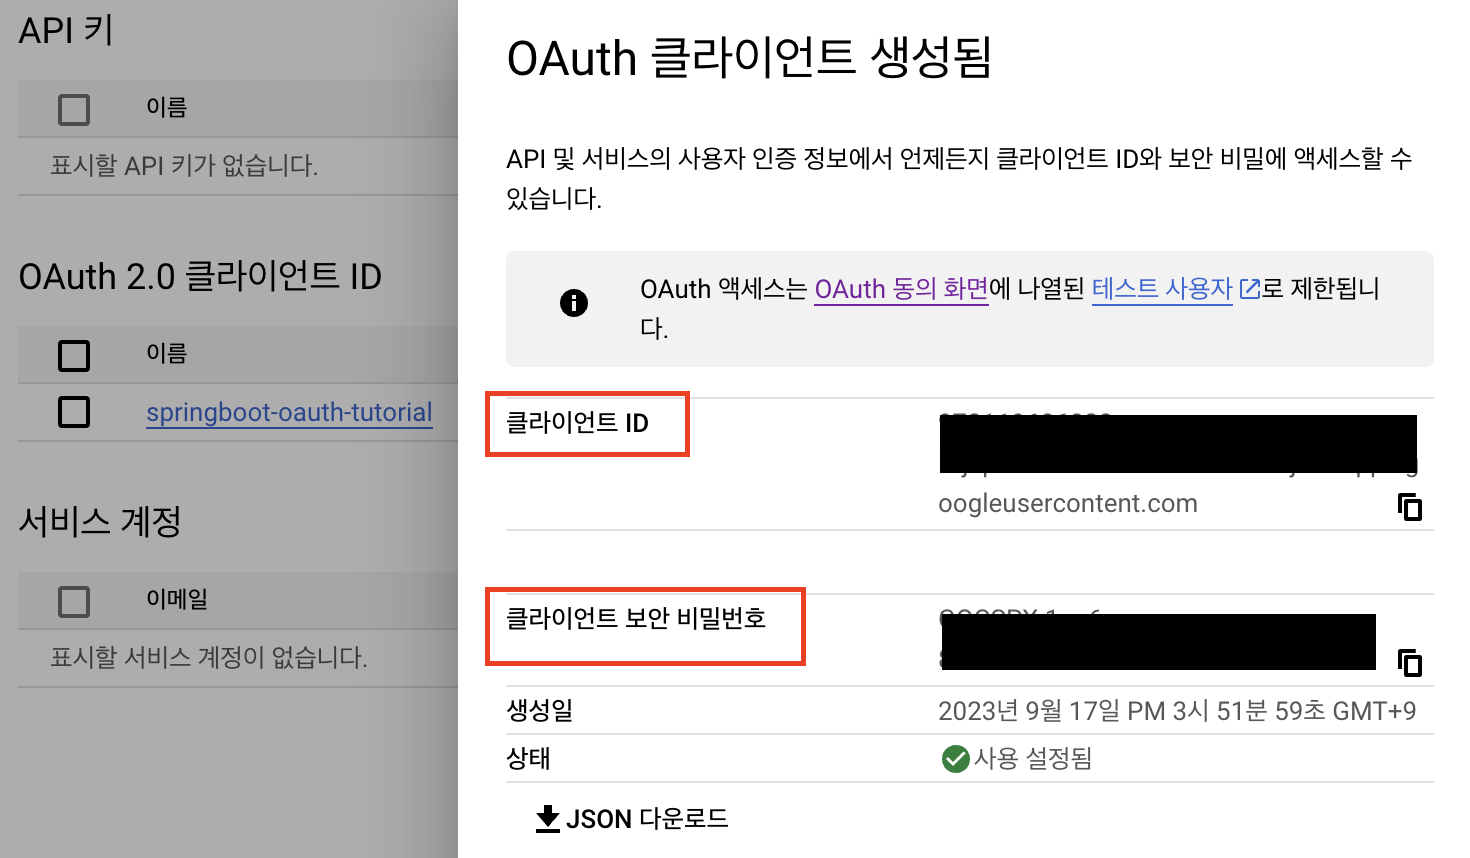 API 키
이름
표시할 API 키가 없습니다.
OAuth 2.0 클라이언트 ID
이름
springboot-oauth-tutorial
서비스 계정
이메일
표시할 서비스 계정이 없습니다.
OAuth 클라이언트 생성됨
API 및 서비스의 사용자 인증 정보에서 언제든지 클라이언트 ID와 보안 비밀에 액세스할 수
있습니다.
OAuth 액세스는 OAuth 동의 화면에 나열된 테스트 사용자로 제한됩니
다.
클라이언트 ID
oogleusercontent.com
클라이언트 보안 비밀번호
생성일 2023년 9월 17일 PM 3시 51분 59초 GMT+9
상태 사용 설정됨
JSON 다운로드